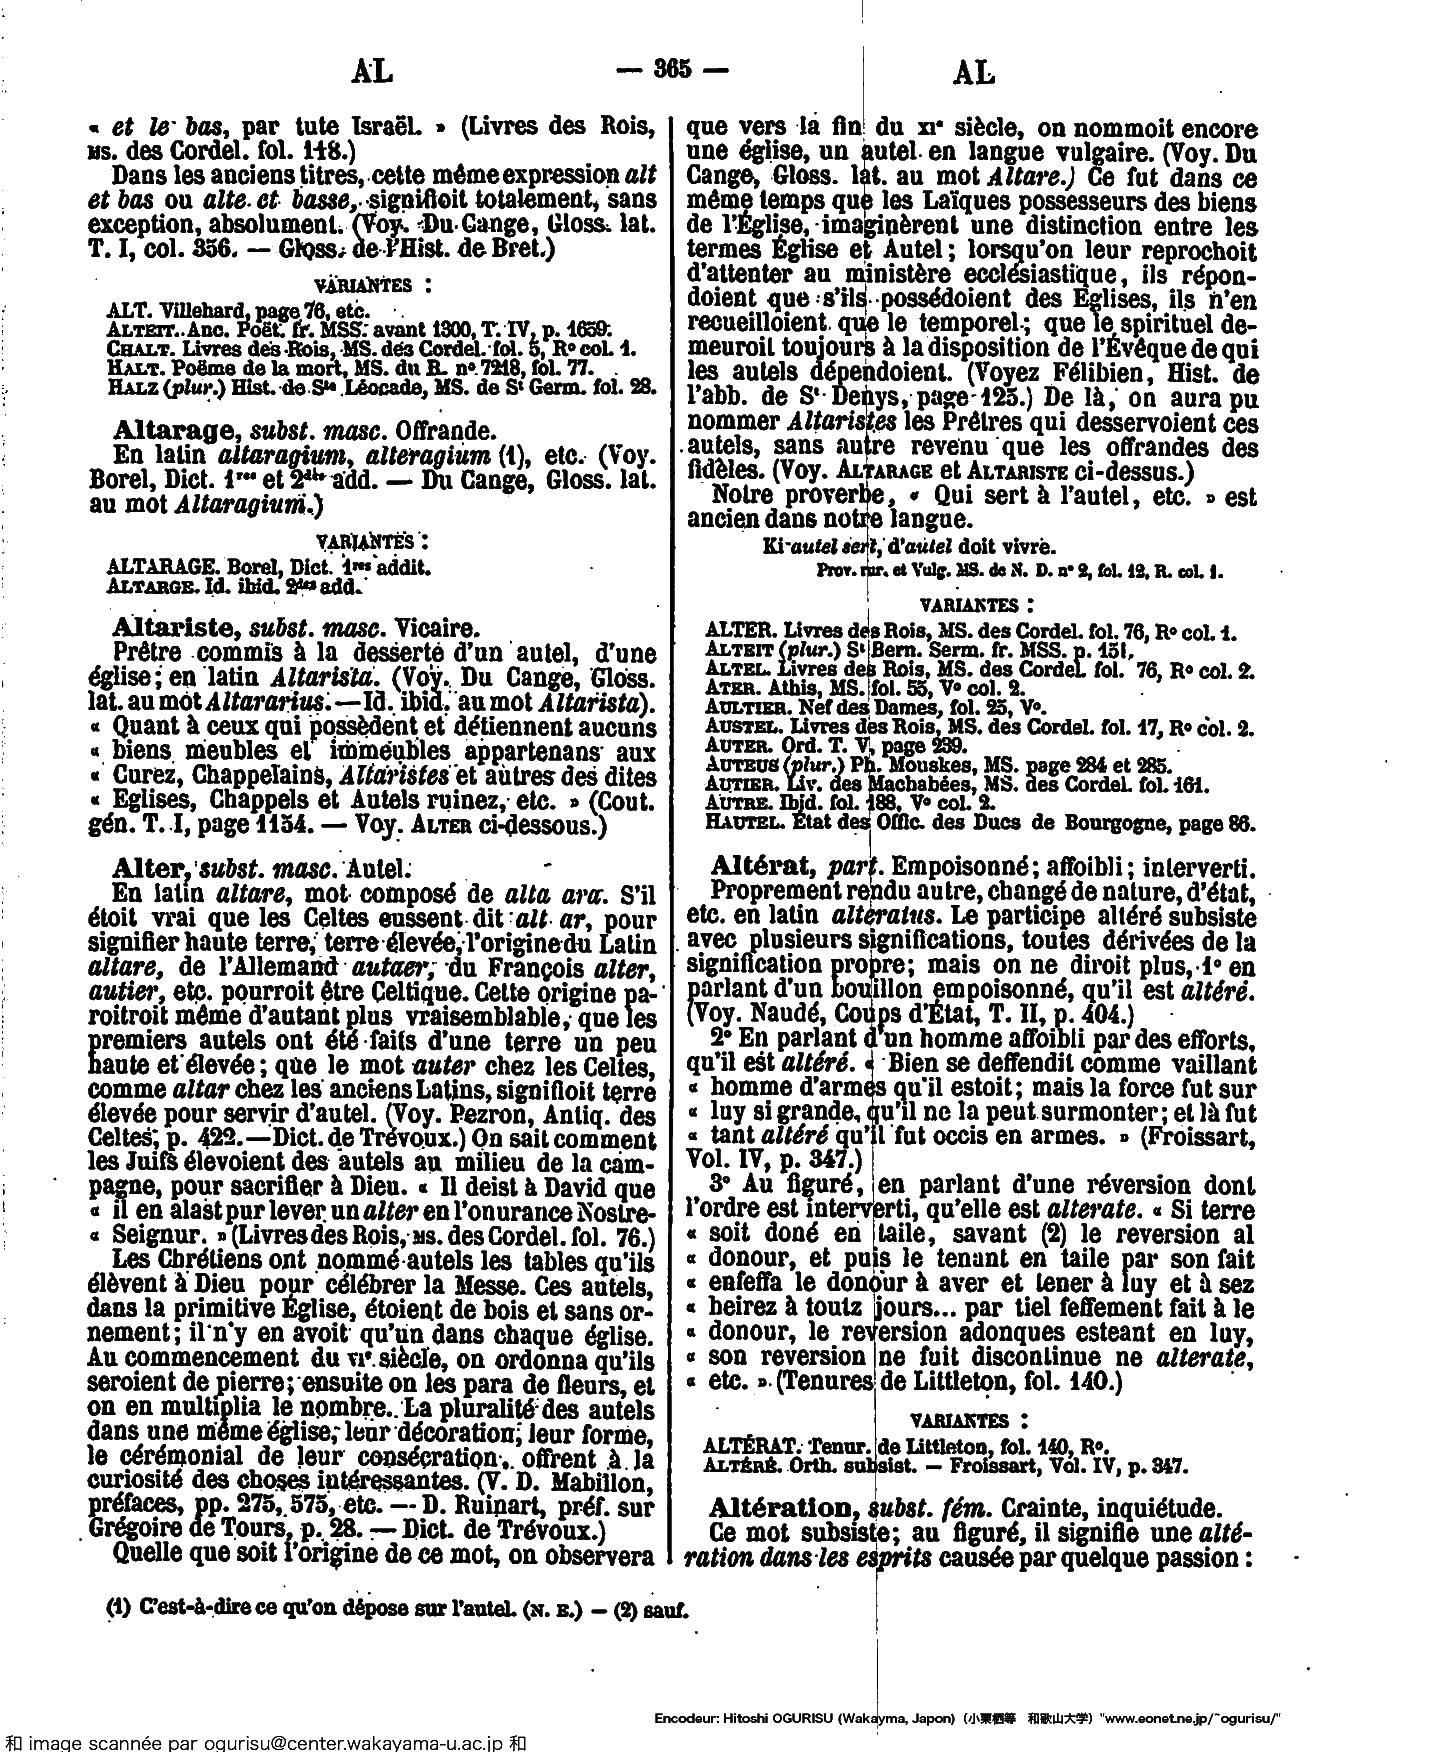 AL — 365 — AL
« et le bas, par tute Israël. » (Livres des Rois,
MS. des Cordel. fol. 118.)
Dans les anciens titres, cette même expression alt
et bas ou alte et basse, signifioit totalement, sans
exception, absolument. (Voy. Du Cange, Gloss. lat.
T. I, col. 356. — Gloss. de l'Hist. de Bret.)
VARIANTES :
ALT. Villehard, page 76, etc.
ALTEIT. Anc. Poët. fr. MSS. avant 1300, T. IV, p. 1659.
CHALT. Livres des Rois, MS. des Cordel. fol. 5, Rº col. 1.
HALT. Poëme de la mort, MS. du R. nº 7218, fol. 77.
HALZ (plur.) Hist. de Ste Léocade, MS. de St Germ. fol. 28.
Altarage, subst. masc. Offrande.
En latin altaragium, alteragium (1), etc. (Voy.
Borel, Dict. 1res et 2des add. — Du Cange, Gloss. lat.
au mot Altaragium.)
VARIANTES :
ALTARAGE. Borel, Dict. 1res addit.
ALTARGE. Id. ibid. 2des add.
Altariste, subst. masc. Vicaire.
Prêtre commis à la desserte d'un autel, d'une
église ; en latin Altarista. (Voy. Du Cange, Gloss.
lat. au mot Altararius. — Id. ibid. au mot Altarista).
« Quant à ceux qui possèdent et détiennent aucuns
« biens meubles et immeubles appartenans aux
« Curez, Chappelains, Altaristes et autres des dites
« Eglises, Chappels et Autels ruinez, etc. » (Cout.
gén. T. I, page 1154. — Voy. ALTER ci-dessous.)
Alter, subst. masc. Autel.
En latin altare, mot composé de alta ara. S'il
étoit vrai que les Celtes eussent dit alt ar, pour
signifier haute terre, terre élevée, l'origine du Latin
altare, de l'Allemand autaer, du François alter,
autier, etc. pourroit être Celtique. Cette origine pa-
roitroit même d'autant plus vraisemblable, que les
premiers autels ont été faits d'une terre un peu
haute et élevée ; que le mot auter chez les Celtes,
comme altar chez les anciens Latins, signifioit terre
élevée pour servir d'autel. (Voy. Pezron, Antiq. des
Celtes, p. 422. — Dict. de Trévoux.) On sait comment
les Juifs élevoient des autels au milieu de la cam-
pagne, pour sacrifier à Dieu. « Il deist à David que
« il en alast pur lever un alter en l'onurance Nostre-
« Seignur. » (Livres des Rois, MS. des Cordel. fol. 76.)
Les Chrétiens ont nommé autels les tables qu'ils
élèvent à Dieu pour célébrer la Messe. Ces autels,
dans la primitive Église, étoient de bois et sans or-
nement ; il n'y en avoit qu'un dans chaque église.
Au commencement du VIe siècle, on ordonna qu'ils
seroient de pierre ; ensuite on les para de fleurs, et
on en multiplia le nombre. La pluralité des autels
dans une même église, leur décoration, leur forme,
le cérémonial de leur consécration, offrent à la
curiosité des choses intéressantes. (V. D. Mabillon,
préfaces, pp. 275, 575, etc. — D. Ruinart, préf. sur
Grégoire de Tours, p. 28. — Dict. de Trévoux.)
Quelle que soit l'origine de ce mot, on observera
que vers la fin du XIe siècle, on nommoit encore
une église, un autel en langue vulgaire. (Voy. Du
Cange, Gloss. lat. au mot Altare.) Ce fut dans ce
même temps que les Laïques possesseurs des biens
de l'Église, imaginèrent une distinction entre les
termes Église et Autel ; lorsqu'on leur reprochoit
d'attenter au ministère ecclésiastique, ils répon-
doient que s'ils possédoient des Eglises, ils n'en
recueilloient que le temporel ; que le spirituel de-
meuroit toujours à la disposition de l'Évêque de qui
les autels dépendoient. (Voyez Félibien, Hist. de
l'abb. de St Denys, page 125.) De là, on aura pu
nommer Altaristes les Prêtres qui desservoient ces
autels, sans autre revenu que les offrandes des
fidèles. (Voy. ALTARAGE et ALTARISTE ci-dessus.)
Notre proverbe, « Qui sert à l'autel, etc. » est
ancien dans notre langue.
Ki autel sert, d'autel doit vivre.
Prov. rur. et Vulg. MS. de N. D. nº 2, fol. 12, R. col. 1.
VARIANTES :
ALTER. Livres des Rois, MS. des Cordel. fol. 76, Rº col. 1.
ALTEIT (plur.) St Bern. Serm. fr. MSS. p. 151.
ALTEL. Livres des Rois, MS. des Cordel. fol. 76, Rº col. 2.
ATER. Athis, MS. fol. 55, Vº col. 2.
AULTIER. Nef des Dames, fol. 25, Vº.
AUSTEL. Livres des Rois, MS. des Cordel. fol. 17, Rº col. 2.
AUTER. Ord. T. V, page 239.
AUTEUS (plur.) Ph. Mouskes, MS. page 284 et 285.
AUTIER. Liv. des Machabées, MS. des Cordel. fol. 161.
AUTRE. Ibid. fol. 188, Vº col. 2.
HAUTEL. État des Offic. des Ducs de Bourgogne, page 86.
Altérat, part. Empoisonné ; affoibli ; interverti.
Proprement rendu autre, changé de nature, d'état,
etc. en latin alteratus. Le participe altéré subsiste
avec plusieurs significations, toutes dérivées de la
signification propre ; mais on ne diroit plus, 1º en
parlant d'un bouillon empoisonné, qu'il est altéré.
(Voy. Naudé, Coups d'État, T. II, p. 404.)
2º En parlant d'un homme affoibli par des efforts,
qu'il est altéré. « Bien se deffendit comme vaillant
« homme d'armes qu'il estoit ; mais la force fut sur
« luy si grande, qu'il ne la peut surmonter ; et là fut
« tant altéré qu'il fut occis en armes. » (Froissart,
Vol. IV, p. 347.)
3º Au figuré, en parlant d'une réversion dont
l'ordre est interverti, qu'elle est alterate. « Si terre
« soit doné en taile, savant (2) le reversion al
« donour, et puis le tenant en taile par son fait
« enfeffa le donour à aver et tener à luy et à sez
« heirez à toutz jours... par tiel feffement fait à le
« donour, le reversion adonques esteant en luy,
« son reversion ne fuit discontinue ne alterate,
« etc. » (Tenures de Littleton, fol. 140.)
VARIANTES :
ALTÉRAT. Tenur. de Littleton, fol. 140, Rº.
ALTÉRÉ. Orth. subsist. — Froissart, Vol. IV, p. 347.
Altération, subst. fém. Crainte, inquiétude.
Ce mot subsiste ; au figuré, il signifie une alté-
ration dans les esprits causée par quelque passion :
(1) C'est-à-dire ce qu'on dépose sur l'autel. (N. E.) — (2) sauf.
Encodeur: Hitoshi OGURISU (Wakayma, Japon) (小栗栖等 和歌山大学) "www.eonet.ne.jp/~ogurisu/"
和 image scannée par ogurisu@center.wakayama-u.ac.jp 和